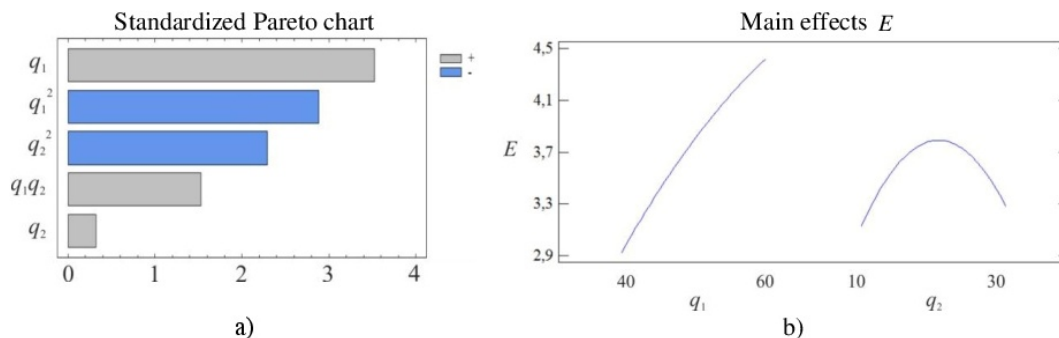 Standardized Pareto chart
+
-
q₁
q₁²
q₂²
q₁q₂
q₂
0 1 2 3 4
a)
Main effects E
4,5
4,1
3,7
3,3
2,9
E
40 60 10 30
q₁ q₂
b)